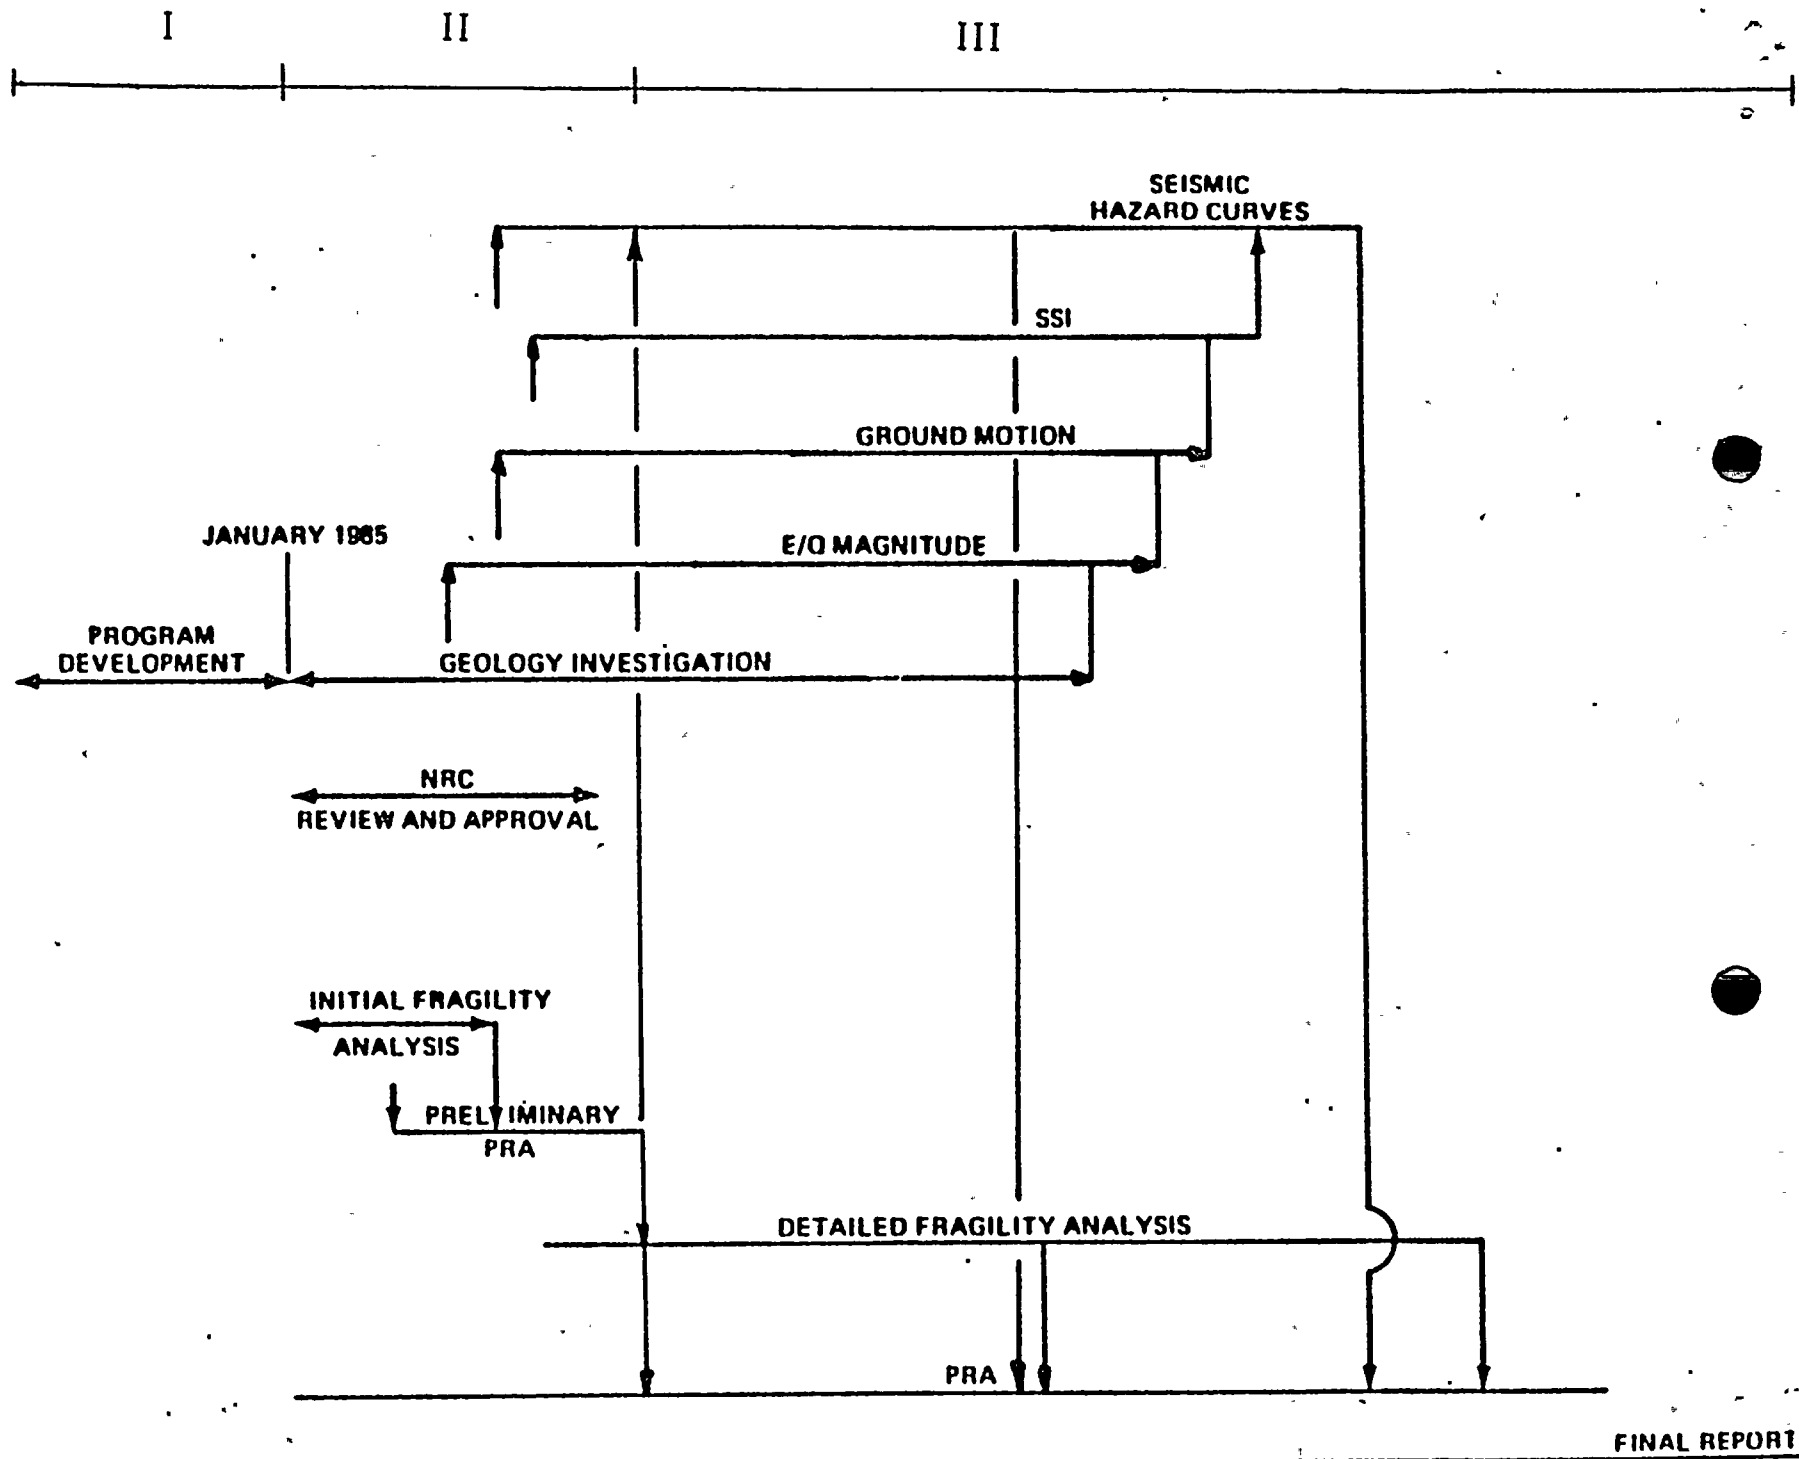 I
II
III
SEISMIC
HAZARD CURVES
SSI
GROUND MOTION
JANUARY 1985
E/Q MAGNITUDE
PROGRAM
DEVELOPMENT
GEOLOGY INVESTIGATION
NRC
REVIEW AND APPROVAL
INITIAL FRAGILITY
ANALYSIS
PRELIMINARY
PRA
DETAILED FRAGILITY ANALYSIS
PRA
FINAL REPORT